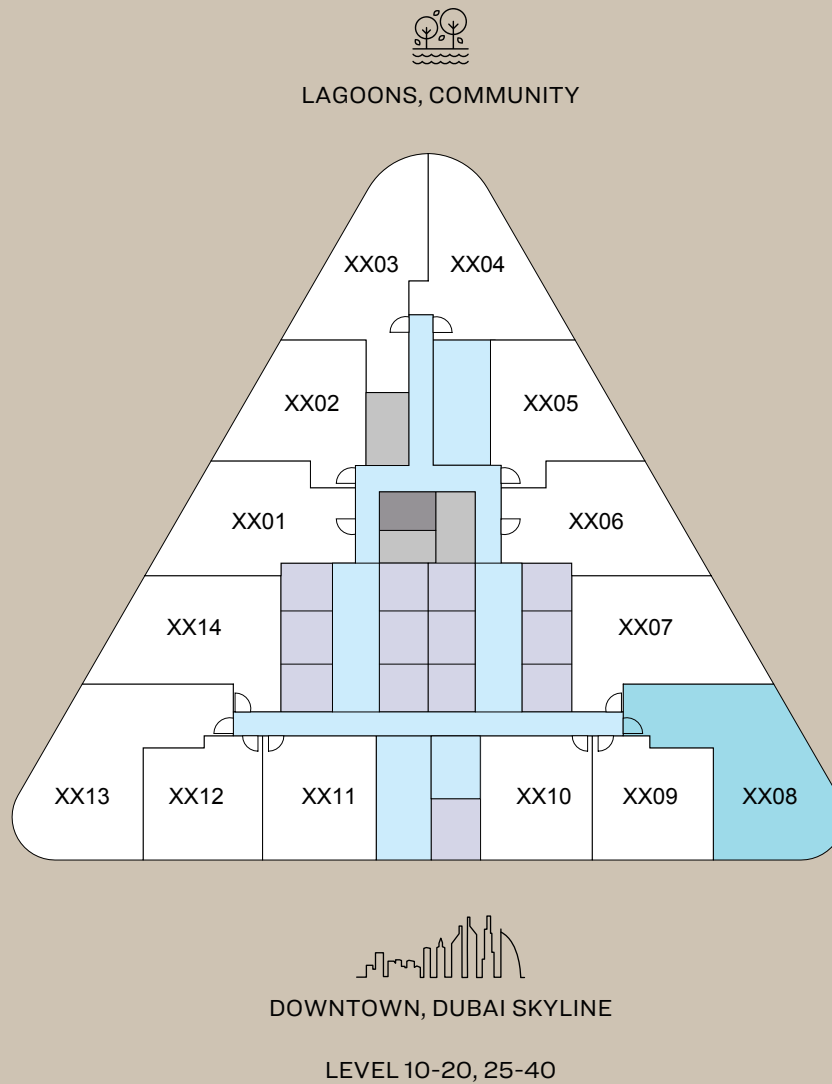 LAGOONS, COMMUNITY
XX03
XX04
XX02
XX05
XX01
XX06
XX14
XX07
XX13
XX12
XX11
XX10
XX09
XX08
DOWNTOWN, DUBAI SKYLINE
LEVEL 10-20, 25-40